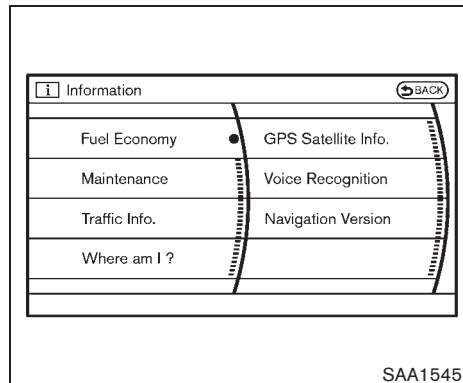 i Information
BACK
Fuel Economy
GPS Satellite Info.
Maintenance
Voice Recognition
Traffic Info.
Navigation Version
Where am I ?
SAA1545